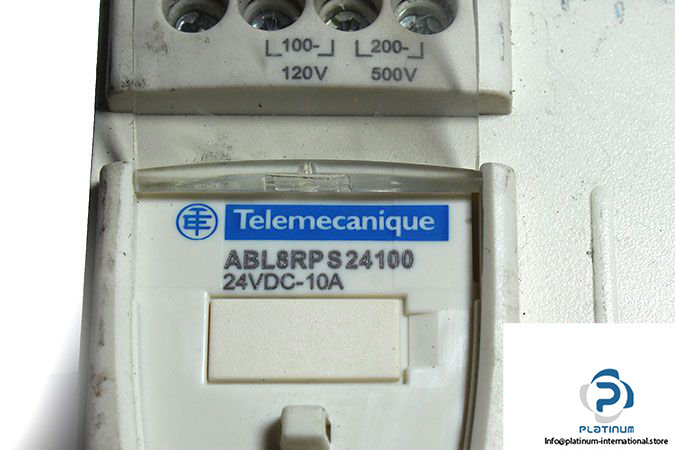 100- 200-
120V 500V
Telemecanique
ABL8RPS24100
24VDC-10A
PLATINUM
Info@platinum-international.store